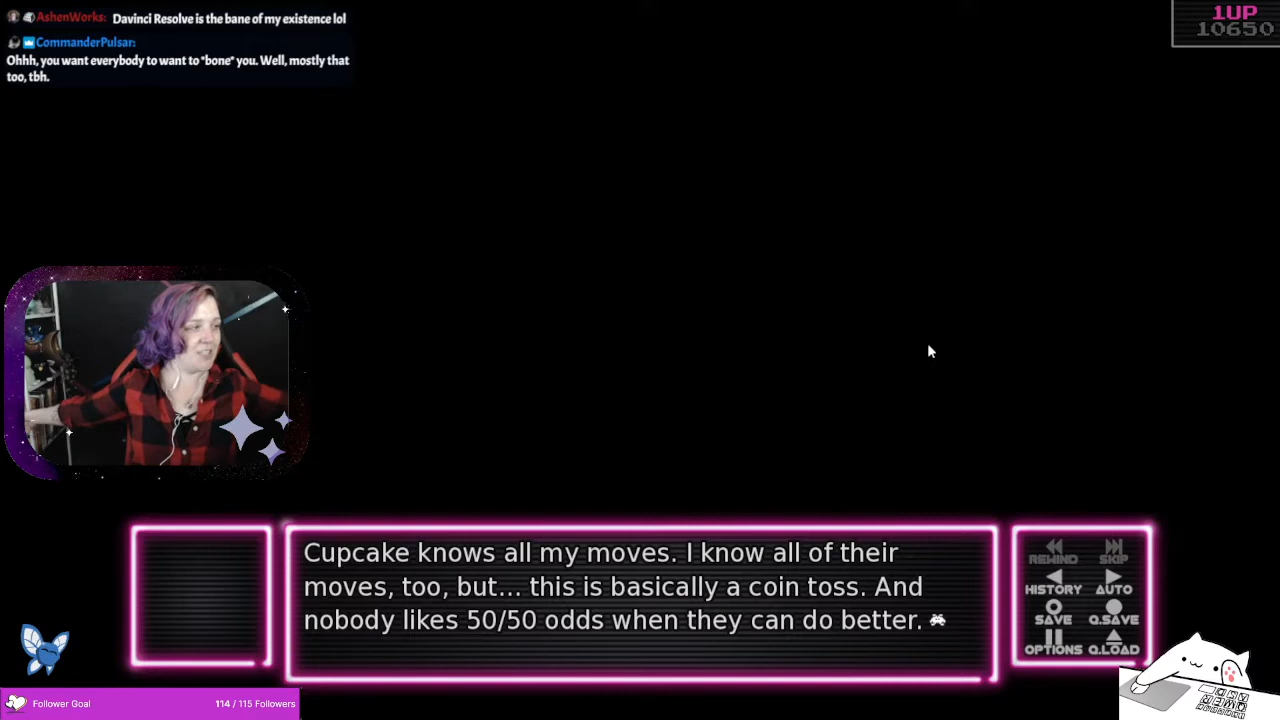 AshenWorks: Davinci Resolve is the bane of my existence lol
CommanderPulsar:
Ohhh, you want everybody to want to *bone* you. Well, mostly that
too, tbh.
1UP
10650
Cupcake knows all my moves. I know all of their
moves, too, but... this is basically a coin toss. And
nobody likes 50/50 odds when they can do better.
REWIND SKIP
HISTORY AUTO
SAVE Q.SAVE
OPTIONS Q.LOAD
Follower Goal 114 / 115 Followers